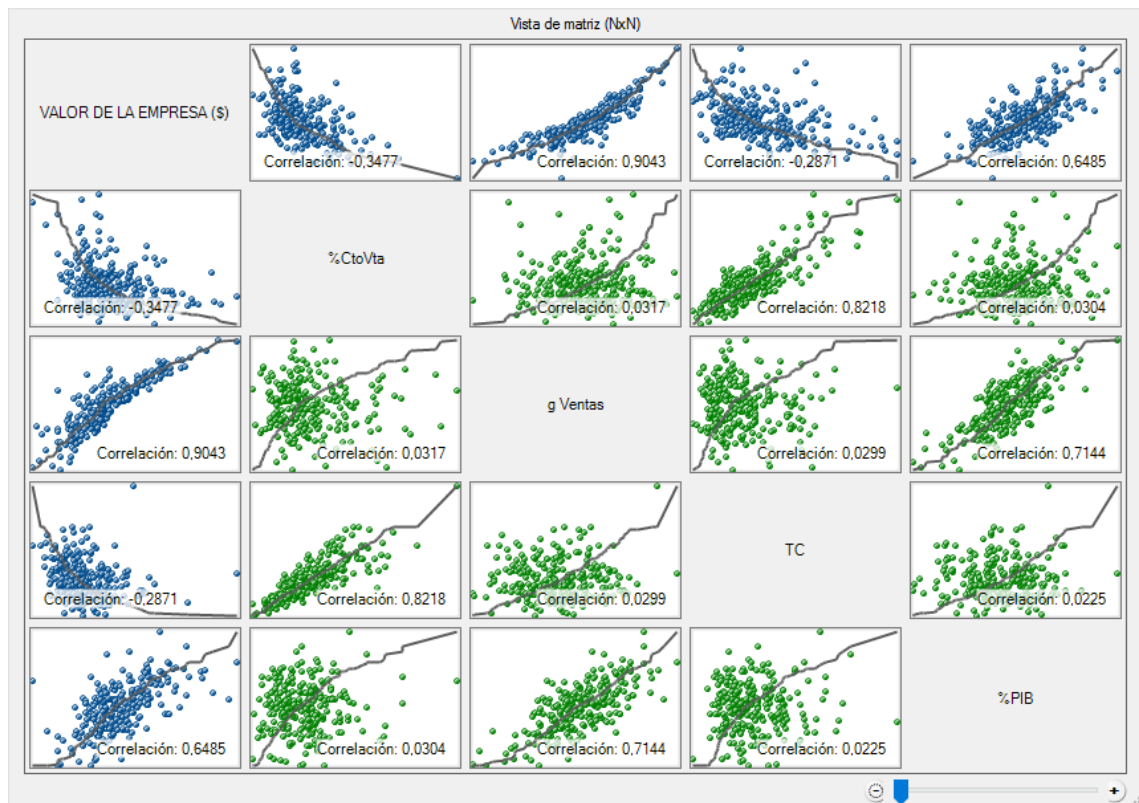 Vista de matriz (NxN)
VALOR DE LA EMPRESA ($)
Correlación: -0,3477
Correlación: 0,9043
Correlación: -0,2871
Correlación: 0,6485
Correlación: -0,3477
%CtoVta
Correlación: 0,0317
Correlación: 0,8218
Correlación: 0,0304
Correlación: 0,9043
Correlación: 0,0317
g Ventas
Correlación: 0,0299
Correlación: 0,7144
Correlación: -0,2871
Correlación: 0,8218
Correlación: 0,0299
TC
Correlación: 0,0225
Correlación: 0,6485
Correlación: 0,0304
Correlación: 0,7144
Correlación: 0,0225
%PIB